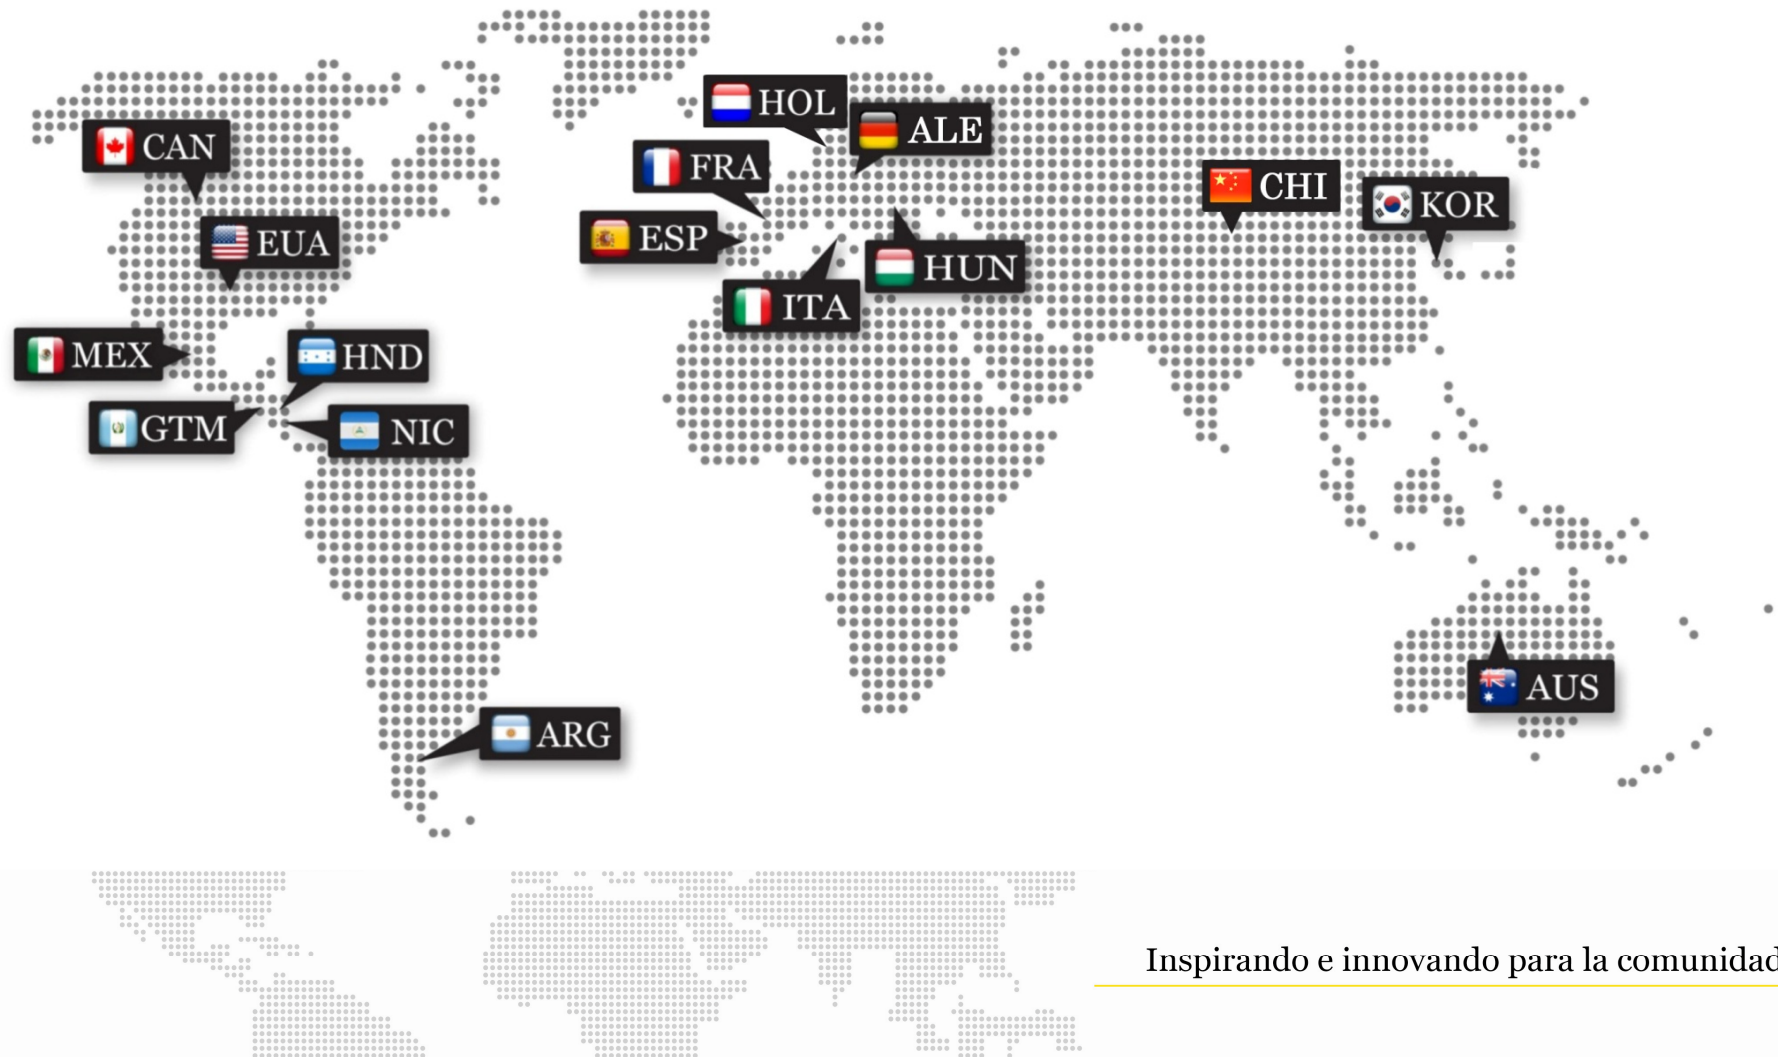 HOL
ALE
CAN
FRA
CHI
KOR
EUA
ESP
HUN
ITA
MEX
HND
GTM
NIC
AUS
ARG
Inspirando e innovando para la comunidad